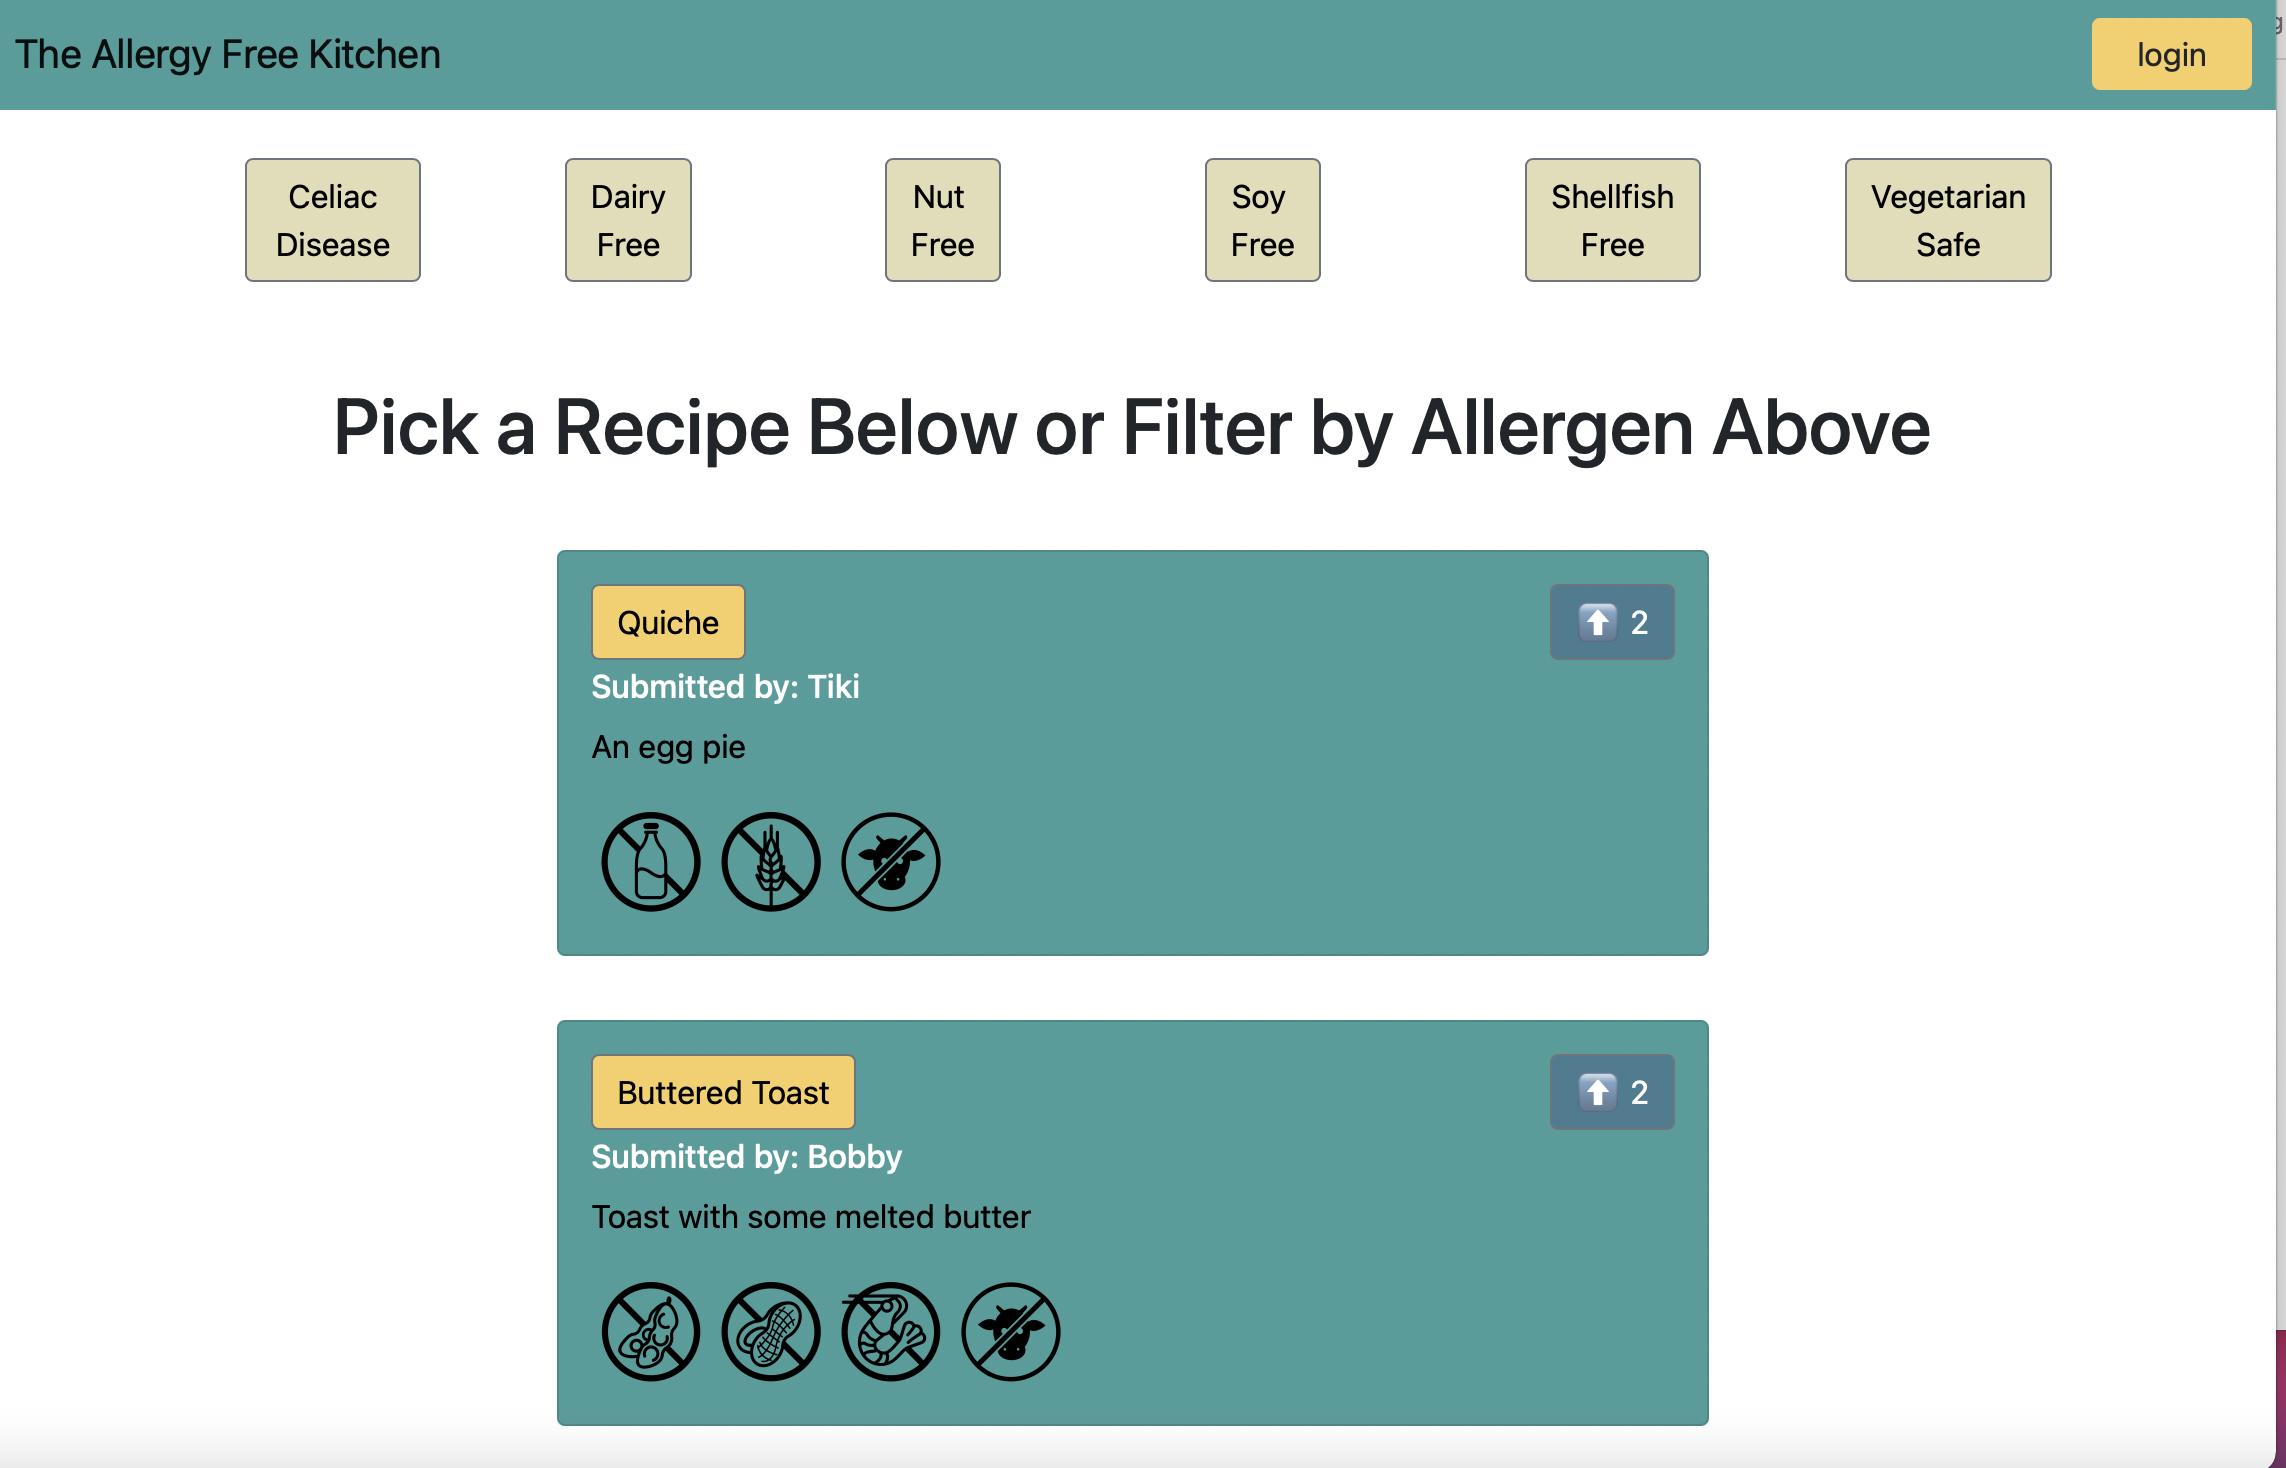 The Allergy Free Kitchen
login
Celiac
Disease
Dairy
Free
Nut
Free
Soy
Free
Shellfish
Free
Vegetarian
Safe
Pick a Recipe Below or Filter by Allergen Above
Quiche
2
Submitted by: Tiki
An egg pie
Buttered Toast
2
Submitted by: Bobby
Toast with some melted butter